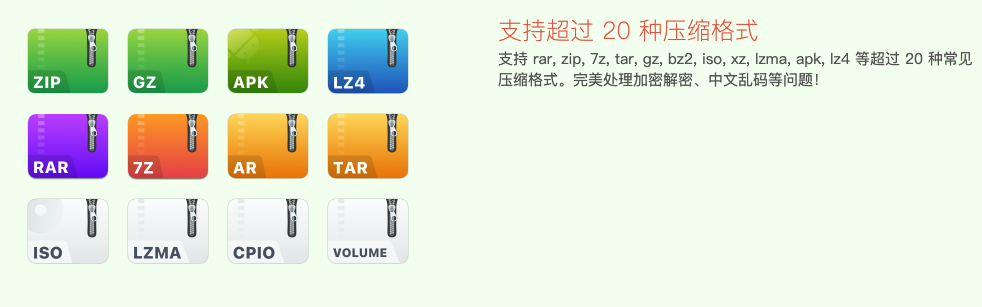 ZIP
GZ
APK
LZ4
RAR
7Z
AR
TAR
ISO
LZMA
CPIO
VOLUME
支持超过 20 种压缩格式
支持 rar, zip, 7z, tar, gz, bz2, iso, xz, lzma, apk, lz4 等超过 20 种常见
压缩格式。完美处理加密解密、中文乱码等问题！